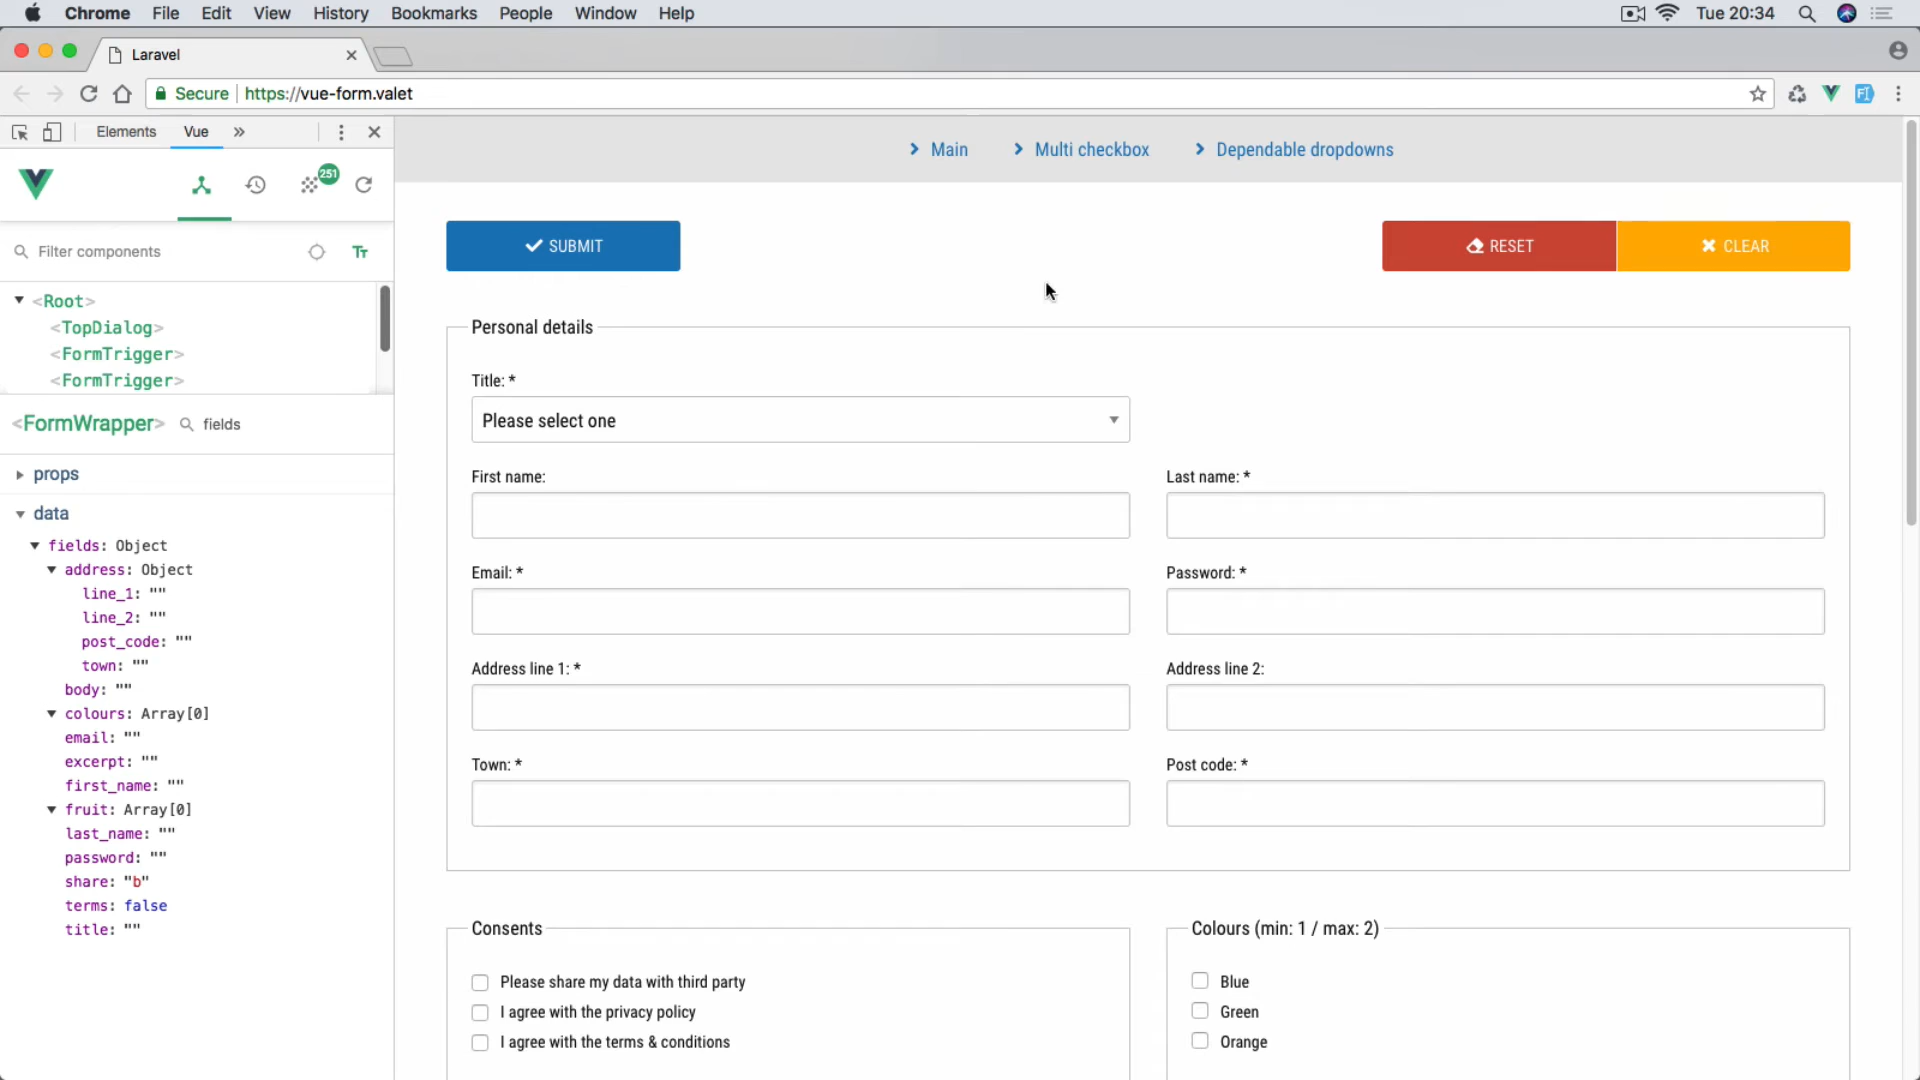 Chrome File Edit View History Bookmarks People Window Help Tue 20:34
Laravel
Secure https://vue-form.valet
Elements Vue »
251
Filter components
<Root>
<TopDialog>
<FormTrigger>
<FormTrigger>
<FormWrapper> fields
props
data
fields: Object
address: Object
line_1: ""
line_2: ""
post_code: ""
town: ""
body: ""
colours: Array[0]
email: ""
excerpt: ""
first_name: ""
fruit: Array[0]
last_name: ""
password: ""
share: "b"
terms: false
title: ""
Main Multi checkbox Dependable dropdowns
SUBMIT RESET CLEAR
Personal details
Title: *
Please select one
First name: Last name: *
Email: * Password: *
Address line 1: * Address line 2:
Town: * Post code: *
Consents
Please share my data with third party
I agree with the privacy policy
I agree with the terms & conditions
Colours (min: 1 / max: 2)
Blue
Green
Orange